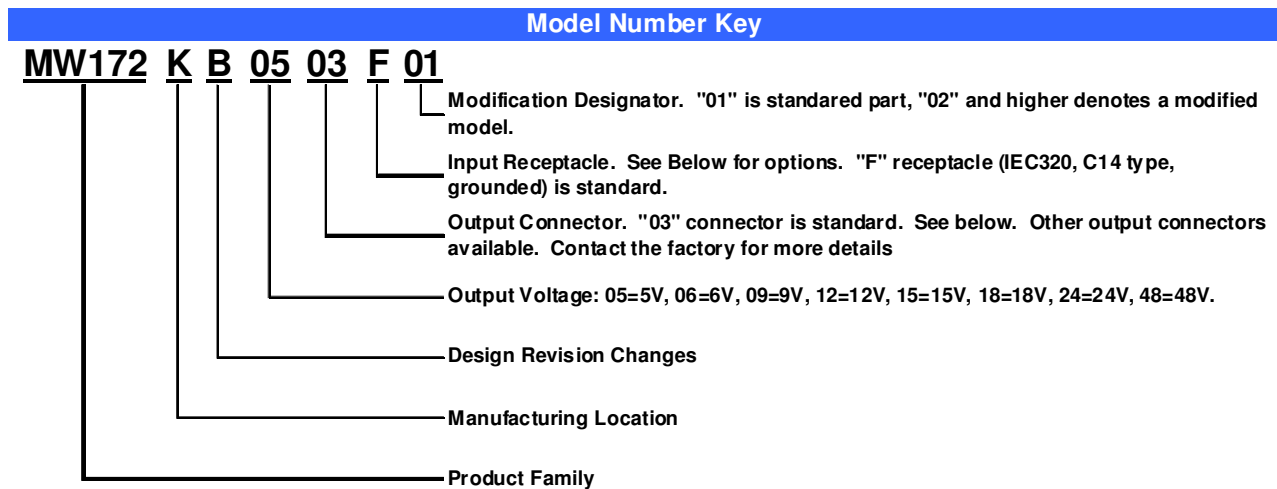 Model Number Key
MW172 K B 05 03 F 01
Modification Designator. "01" is standared part, "02" and higher denotes a modified
model.
Input Receptacle. See Below for options. "F" receptacle (IEC320, C14 type,
grounded) is standard.
Output Connector. "03" connector is standard. See below. Other output connectors
available. Contact the factory for more details
Output Voltage: 05=5V, 06=6V, 09=9V, 12=12V, 15=15V, 18=18V, 24=24V, 48=48V.
Design Revision Changes
Manufacturing Location
Product Family